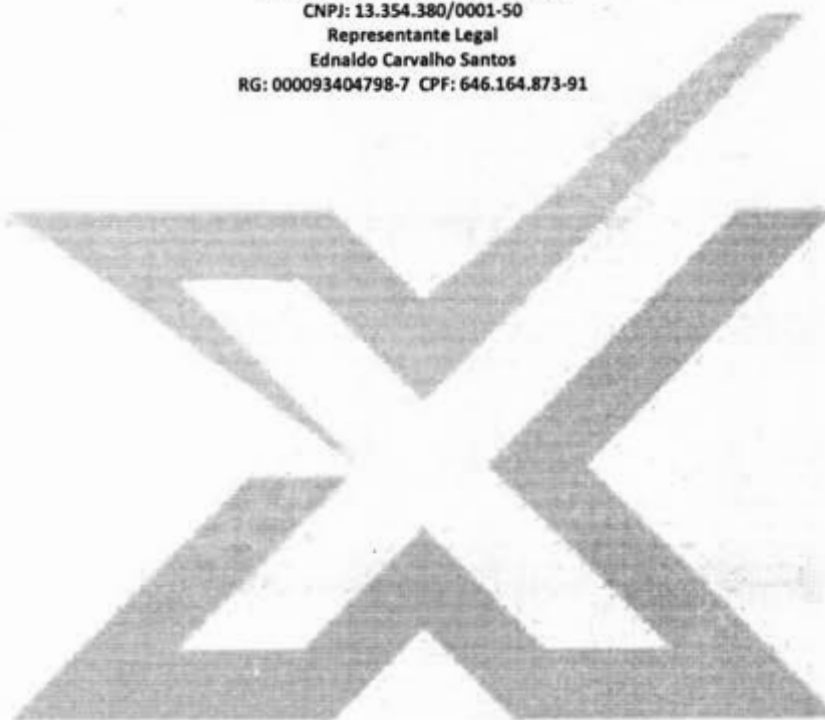 CNPJ: 13.354.380/0001-50
Representante Legal
Ednaldo Carvalho Santos
RG: 000093404798-7 CPF: 646.164.873-91